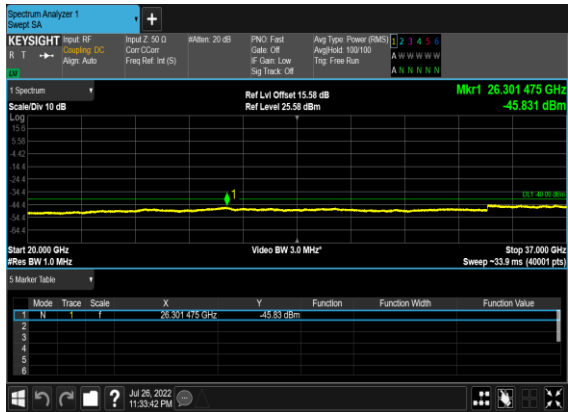 Spectrum Analyzer 1
Swept SA
KEYSIGHT Input: RF Input Z: 50 Ω #Atten: 20 dB PNO: Fast Avg Type: Power (RMS) 1 2 3 4 5 6
R T Coupling: DC Corr CCorr Gate: Off Avg|Hold: 100/100 A W W W W W
Align: Auto Freq Ref: Int (S) IF Gain: Low Trig: Free Run
LXI Sig Track: Off A N N N N N
1 Spectrum Ref Lvl Offset 15.58 dB Mkr1 26.301 475 GHz
Scale/Div 10 dB Ref Level 25.58 dBm -45.831 dBm
Log
15.6
5.58
-4.42
-14.4
-24.4
-34.4 1 DL1 -40.00 dBm
-44.4
-54.4
-64.4
Start 20.000 GHz Video BW 3.0 MHz* Stop 37.000 GHz
#Res BW 1.0 MHz Sweep ~33.9 ms (40001 pts)
5 Marker Table
Mode Trace Scale X Y Function Function Width Function Value
1 N 1 f 26.301 475 GHz -45.83 dBm
2
3
4
5
6
? Jul 26, 2022
11:33:42 PM